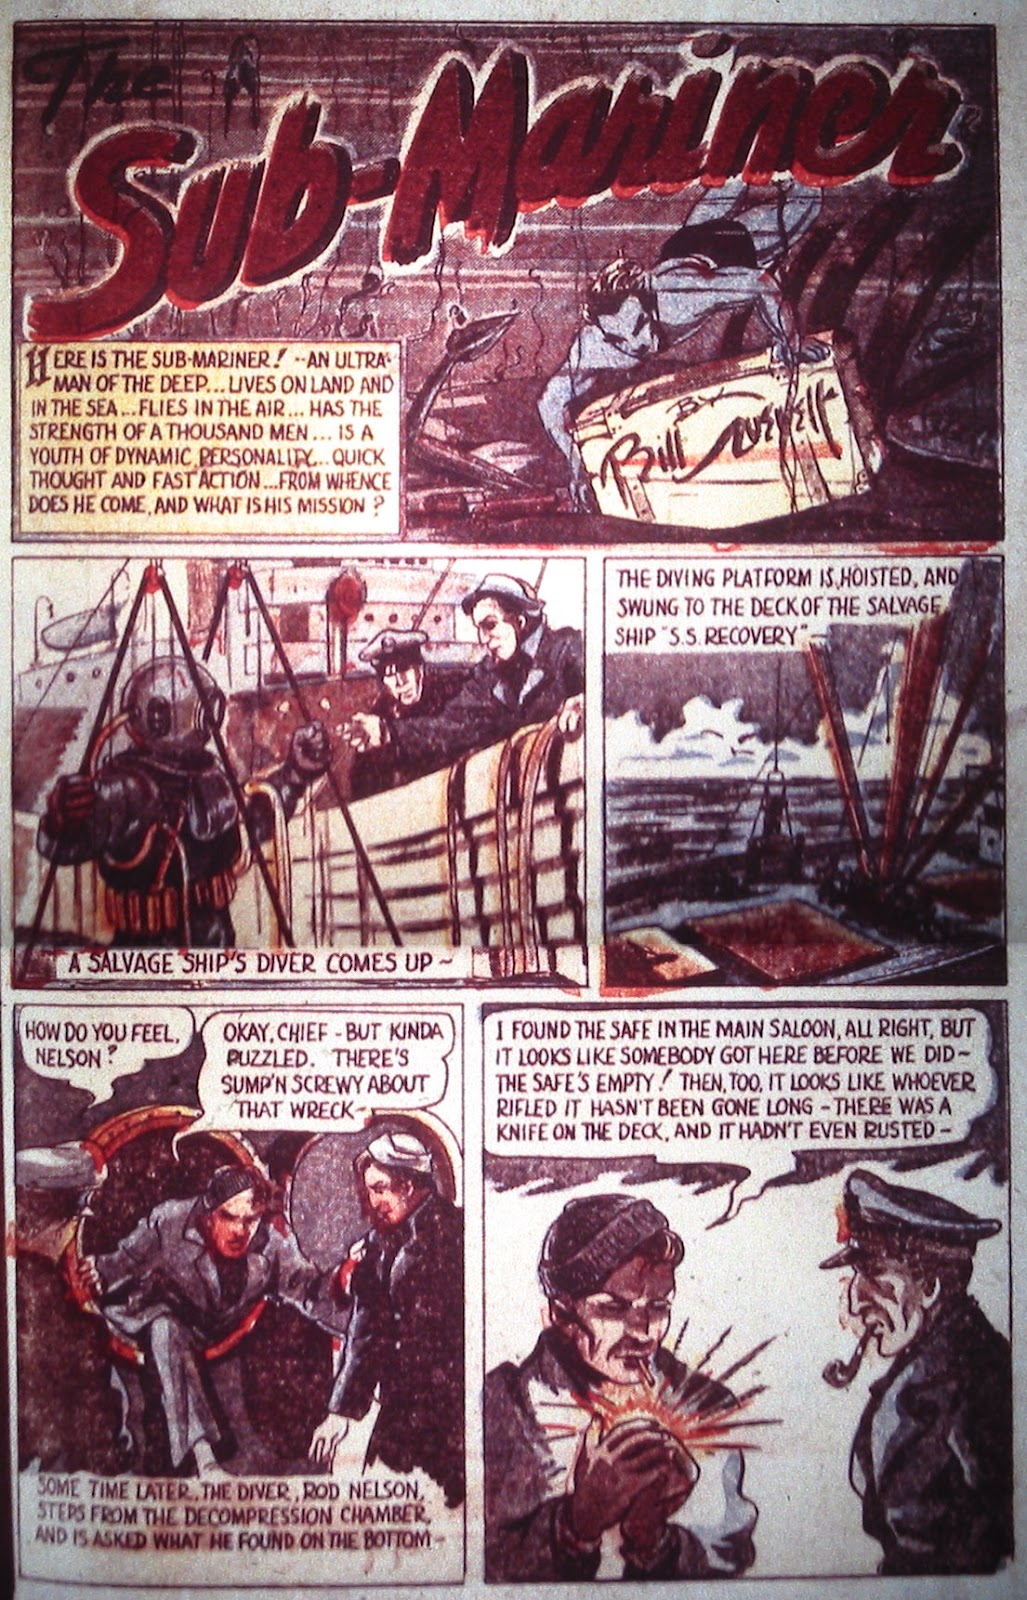 The
Sub-Mariner
HERE IS THE SUB-MARINER! --AN ULTRA-
MAN OF THE DEEP... LIVES ON LAND AND
IN THE SEA... FLIES IN THE AIR... HAS THE
STRENGTH OF A THOUSAND MEN... IS A
YOUTH OF DYNAMIC PERSONALITY... QUICK
THOUGHT AND FAST ACTION... FROM WHENCE
DOES HE COME, AND WHAT IS HIS MISSION?
BY
Bill Everett
A SALVAGE SHIP'S DIVER COMES UP ~
THE DIVING PLATFORM IS HOISTED, AND
SWUNG TO THE DECK OF THE SALVAGE
SHIP "S.S. RECOVERY" ~
HOW DO YOU FEEL,
NELSON?
OKAY, CHIEF - BUT KINDA
PUZZLED. THERE'S
SUMP'N SCREWY ABOUT
THAT WRECK -
SOME TIME LATER, THE DIVER, ROD NELSON,
STEPS FROM THE DECOMPRESSION CHAMBER,
AND IS ASKED WHAT HE FOUND ON THE BOTTOM -
I FOUND THE SAFE IN THE MAIN SALOON, ALL RIGHT, BUT
IT LOOKS LIKE SOMEBODY GOT HERE BEFORE WE DID ~
THE SAFE'S EMPTY! THEN, TOO, IT LOOKS LIKE WHOEVER
RIFLED IT HASN'T BEEN GONE LONG - THERE WAS A
KNIFE ON THE DECK, AND IT HADN'T EVEN RUSTED -